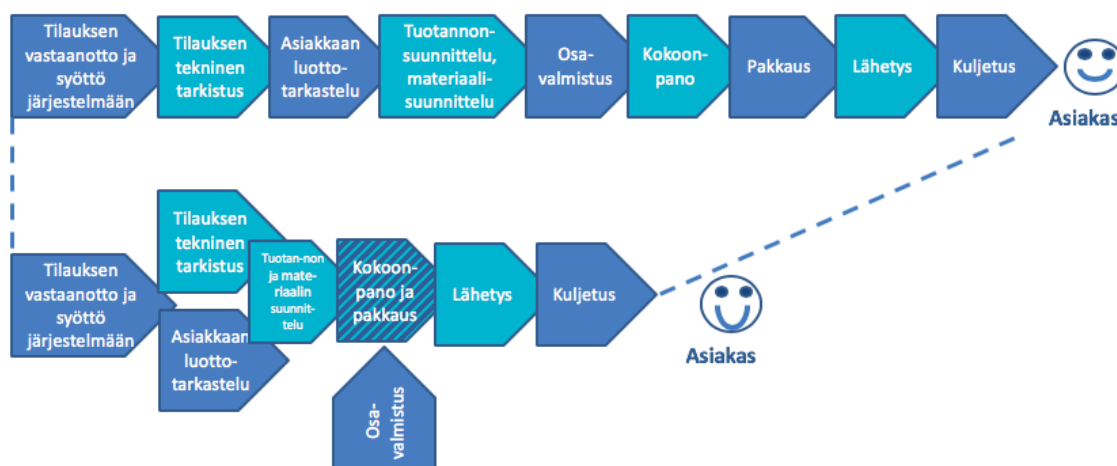 Tilauksen
vastaanotto ja
syöttö
järjestelmään
Tilauksen
tekninen
tarkistus
Asiakkaan
luotto-
tarkastelu
Tuotannon-
suunnittelu,
materiaali-
suunnittelu
Osa-
valmistus
Kokoon-
pano
Pakkaus
Lähetys
Kuljetus
Asiakas
Tilauksen
vastaanotto ja
syöttö
järjestelmään
Tilauksen
tekninen
tarkistus
Asiakkaan
luotto-
tarkastelu
Tuotan-non
ja mate-
riaalin
suunnit-
telu
Kokoon-
pano ja
pakkaus
Osa-
valmistus
Lähetys
Kuljetus
Asiakas